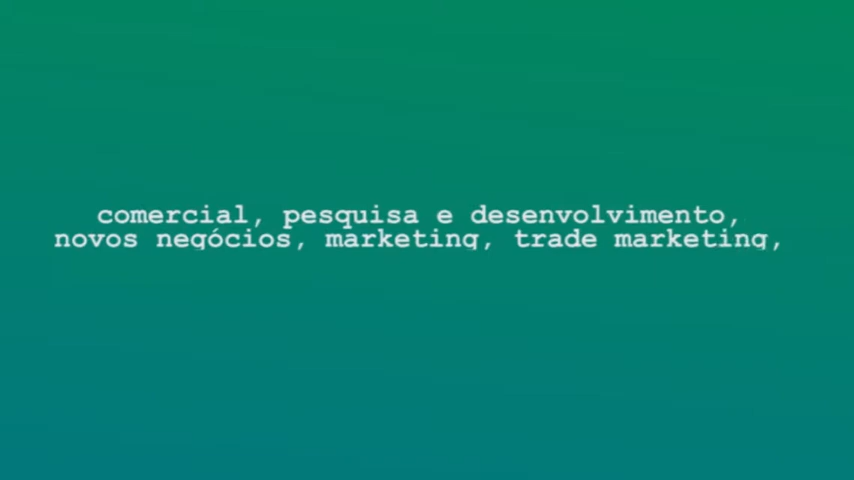 comercial, pesquisa e desenvolvimento,
novos negócios, marketing, trade marketing,